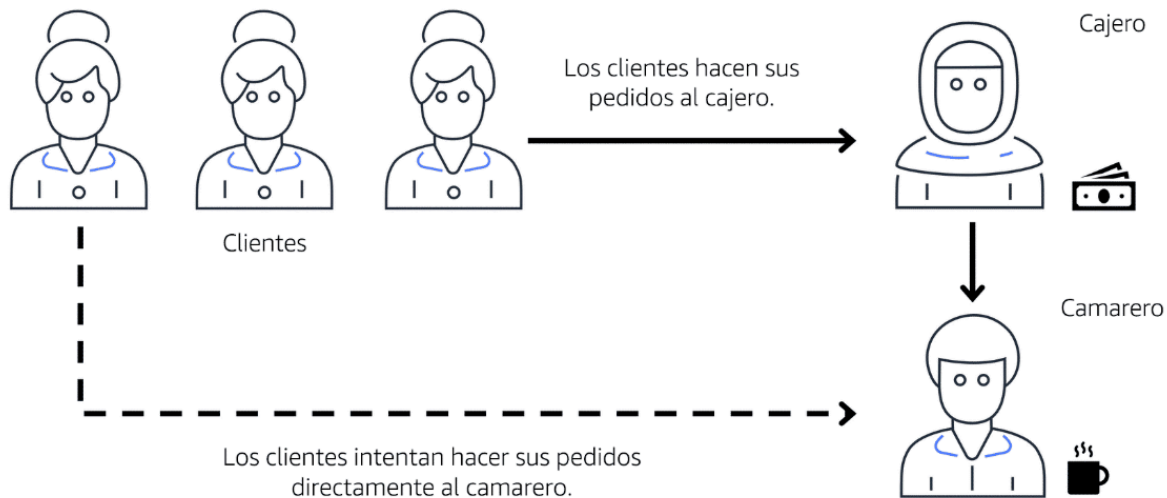 Cajero
Los clientes hacen sus
pedidos al cajero.
Clientes
Camarero
Los clientes intentan hacer sus pedidos
directamente al camarero.